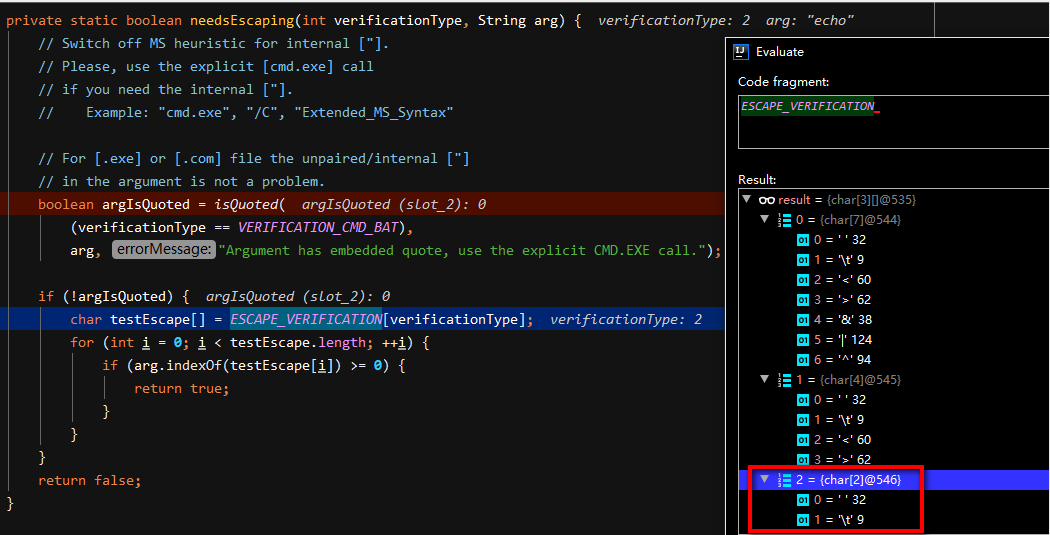 private static boolean needsEscaping(int verificationType, String arg) { verificationType: 2 arg: "echo"
// Switch off MS heuristic for internal ["].
// Please, use the explicit [cmd.exe] call
// if you need the internal ["].
// Example: "cmd.exe", "/C", "Extended_MS_Syntax"
// For [.exe] or [.com] file the unpaired/internal ["]
// in the argument is not a problem.
boolean argIsQuoted = isQuoted( argIsQuoted (slot_2): 0
(verificationType == VERIFICATION_CMD_BAT),
arg, errorMessage: "Argument has embedded quote, use the explicit CMD.EXE call.");
if (!argIsQuoted) { argIsQuoted (slot_2): 0
char testEscape[] = ESCAPE_VERIFICATION[verificationType]; verificationType: 2
for (int i = 0; i < testEscape.length; ++i) {
if (arg.indexOf(testEscape[i]) >= 0) {
return true;
}
}
}
return false;
}
IJ Evaluate
Code fragment:
ESCAPE_VERIFICATION
Result:
result = {char[3][]@535}
0 = {char[7]@544}
0 = ' ' 32
1 = '\t' 9
2 = '<' 60
3 = '>' 62
4 = '&' 38
5 = '|' 124
6 = '^' 94
1 = {char[4]@545}
0 = ' ' 32
1 = '\t' 9
2 = '<' 60
3 = '>' 62
2 = {char[2]@546}
0 = ' ' 32
1 = '\t' 9